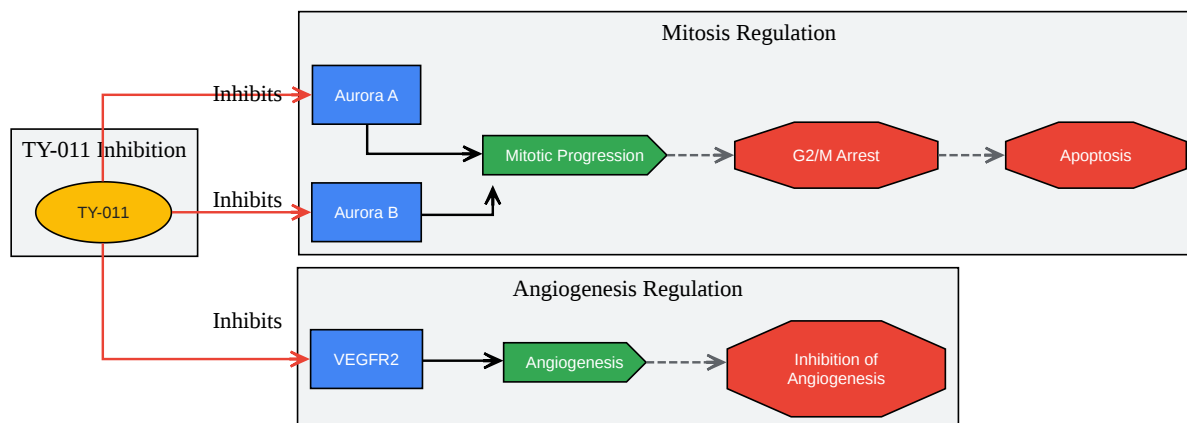 Mitosis Regulation
Inhibits
Aurora A
TY-011 Inhibition
Mitotic Progression
G2/M Arrest
Apoptosis
TY-011
Inhibits
Aurora B
Angiogenesis Regulation
Inhibits
VEGFR2
Angiogenesis
Inhibition of
Angiogenesis